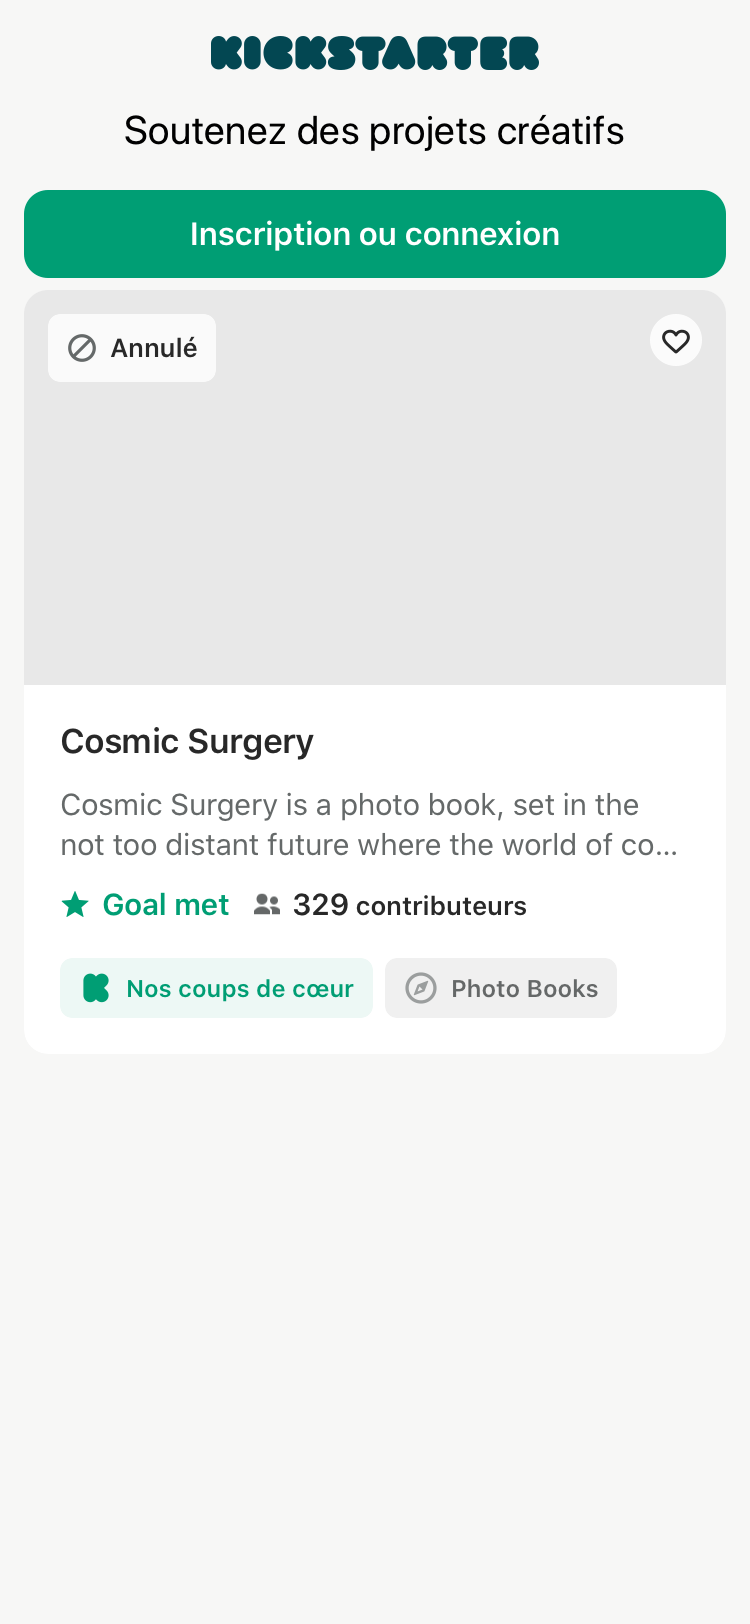 KICKSTARTER
Soutenez des projets créatifs
Inscription ou connexion
Annulé
Cosmic Surgery
Cosmic Surgery is a photo book, set in the
not too distant future where the world of co...
Goal met 329 contributeurs
Nos coups de cœur Photo Books